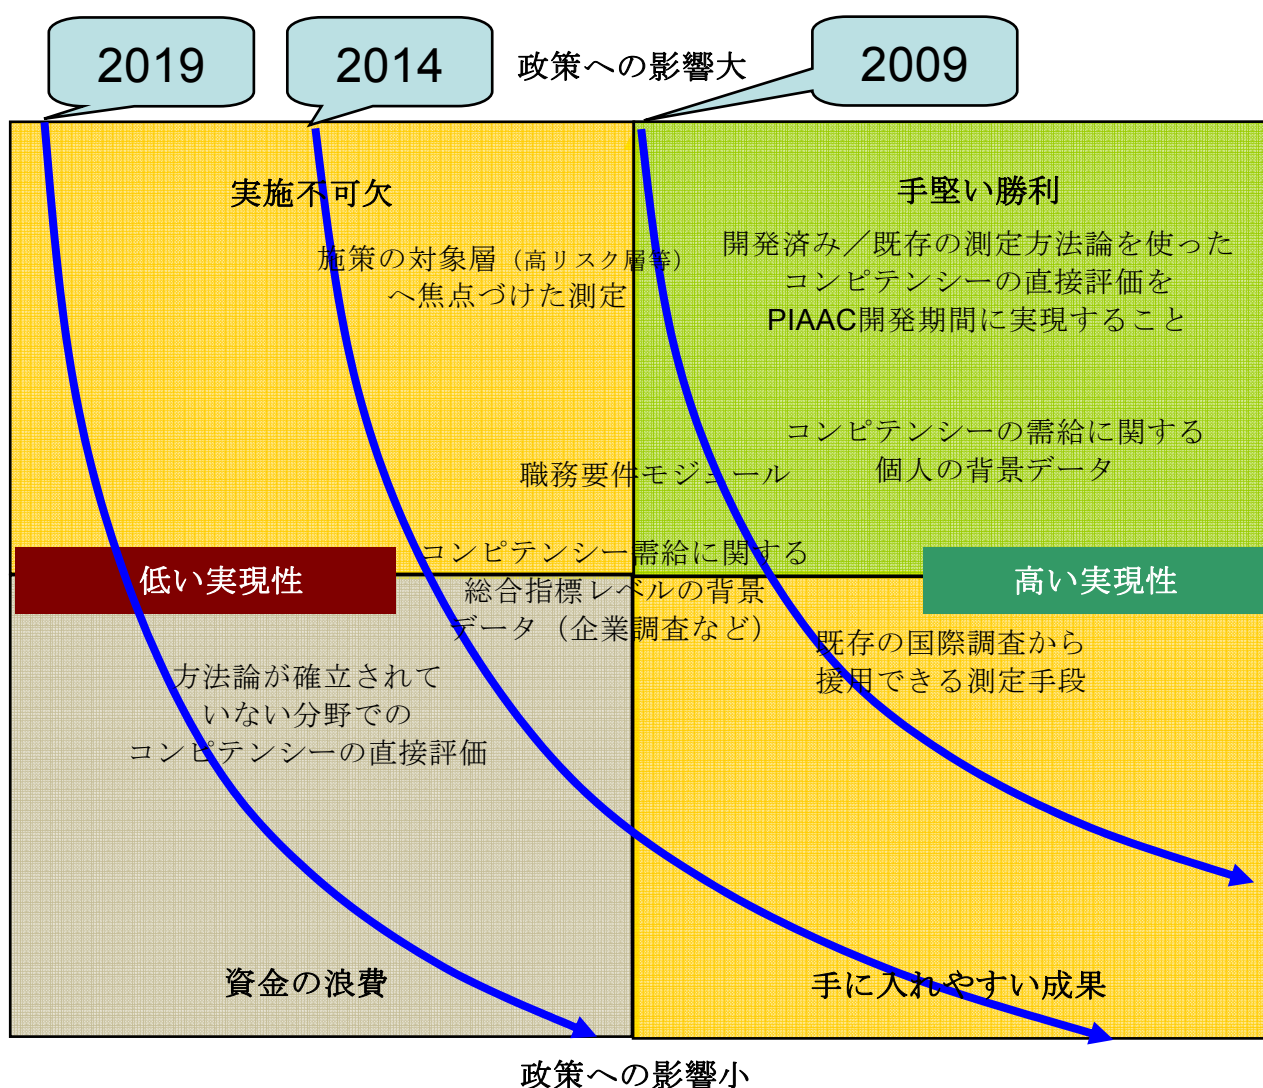 2019
2014
政策への影響大
2009
実施不可欠
施策の対象層（高リスク層等）
へ焦点づけた測定
手堅い勝利
開発済み／既存の測定方法論を使った
コンピテンシーの直接評価を
PIAAC開発期間に実現すること
コンピテンシーの需給に関する
個人の背景データ
職務要件モジュール
コンピテンシー需給に関する
総合指標レベルの背景
データ（企業調査など）
低い実現性
高い実現性
方法論が確立されて
いない分野での
コンピテンシーの直接評価
既存の国際調査から
援用できる測定手段
資金の浪費
手に入れやすい成果
政策への影響小